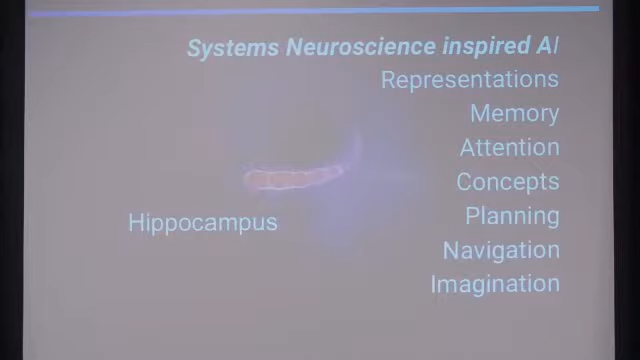 Systems Neuroscience inspired AI
Representations
Memory
Attention
Concepts
Hippocampus
Planning
Navigation
Imagination